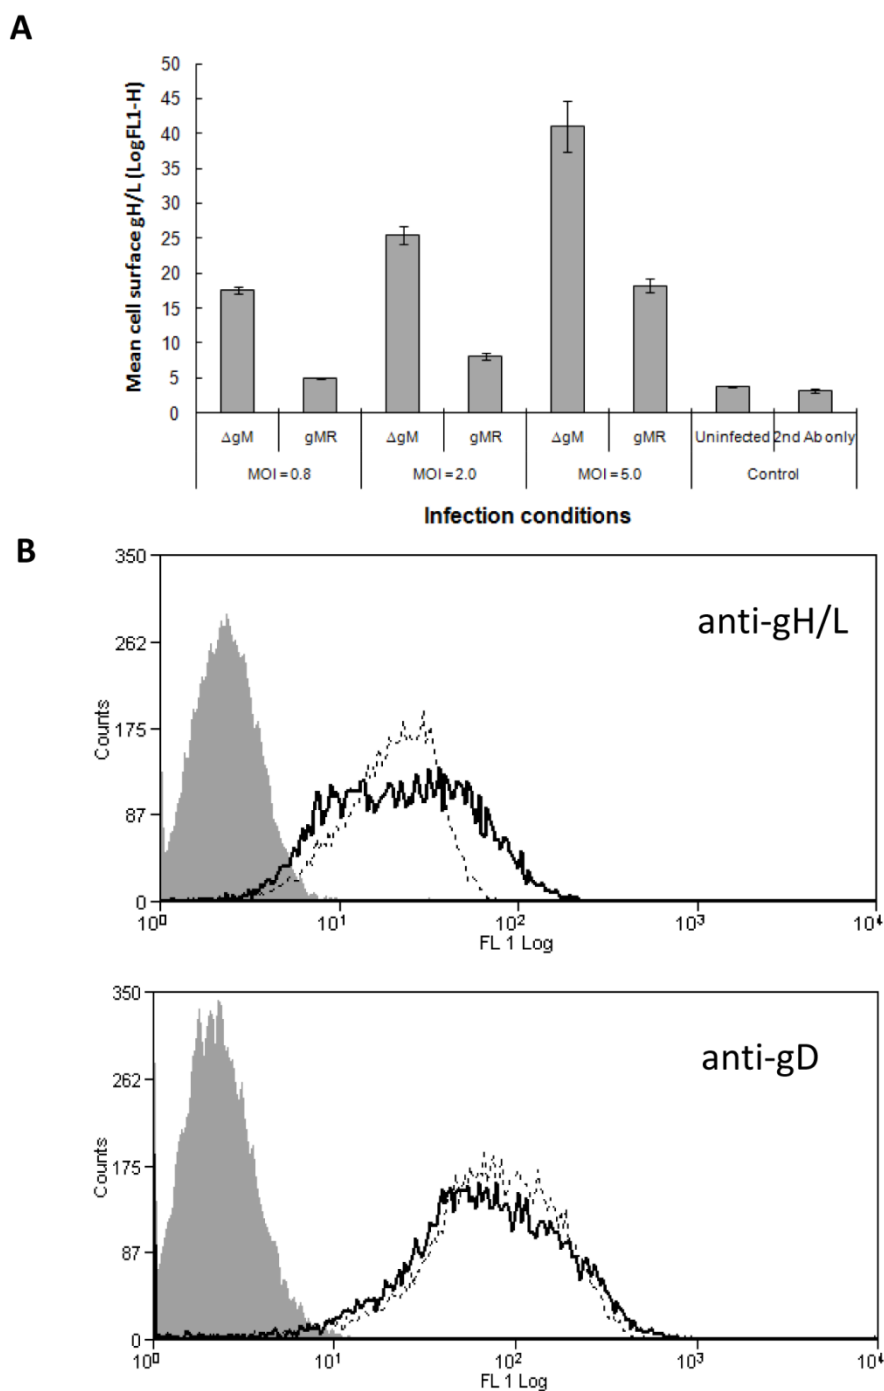 A
Mean cell surface gH/L (LogFL1-H)
50
45
40
35
30
25
20
15
10
5
0
ΔgM gMR ΔgM gMR ΔgM gMR Uninfected 2nd Ab only
MOI = 0.8 MOI = 2.0 MOI = 5.0 Control
Infection conditions
B
350
262
175
87
0
Counts
anti-gH/L
10⁰ 10¹ 10² 10³ 10⁴
FL 1 Log
350
262
175
87
0
Counts
anti-gD
10⁰ 10¹ 10² 10³ 10⁴
FL 1 Log